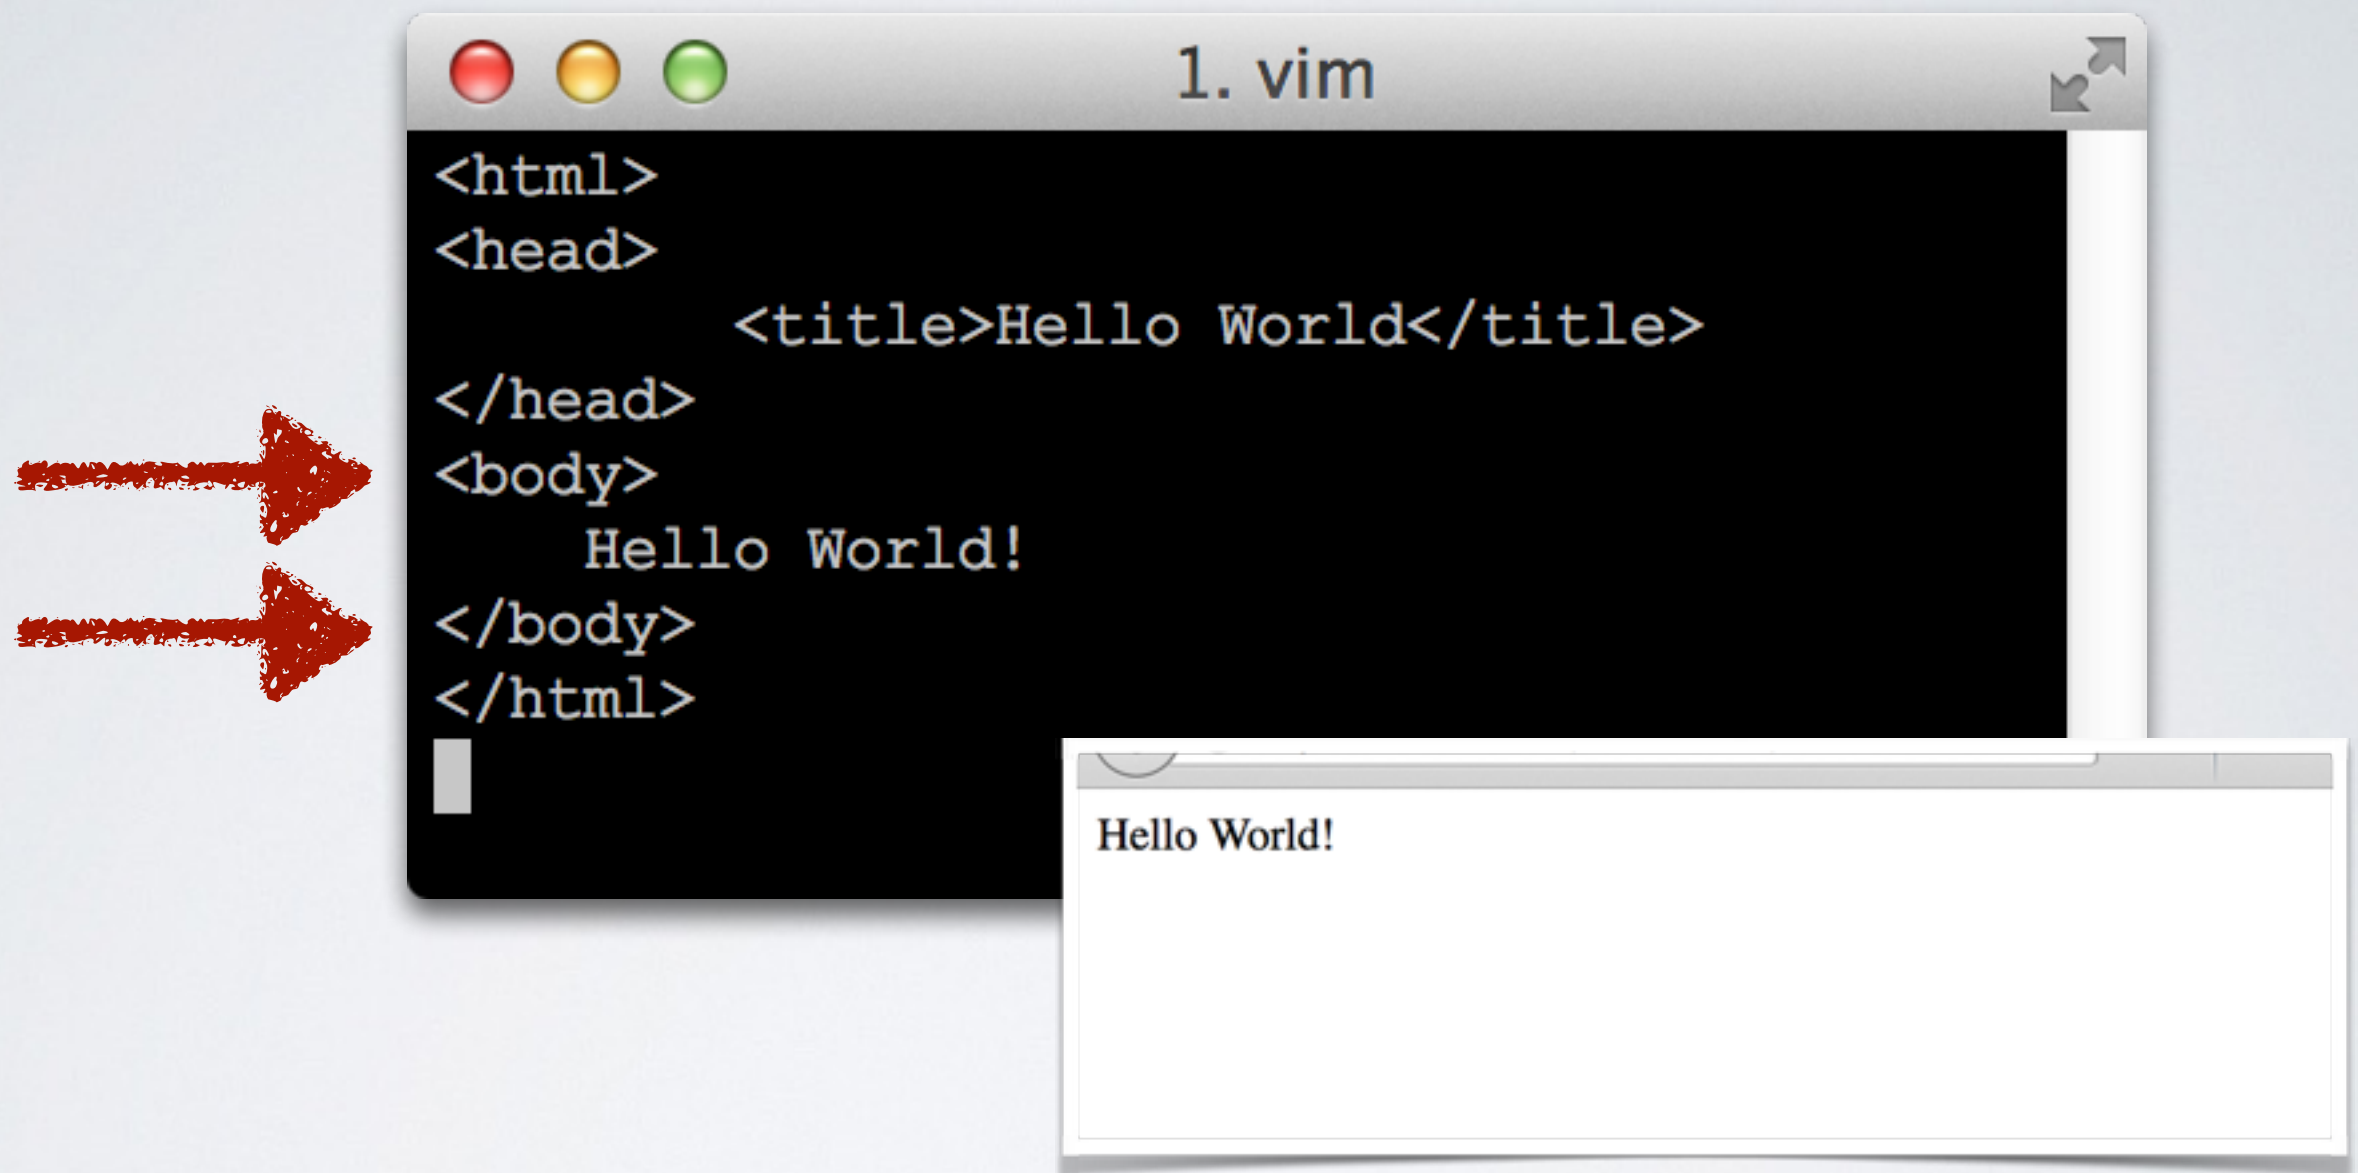 1. vim
<html>
<head>
        <title>Hello World</title>
</head>
<body>
    Hello World!
</body>
</html>
Hello World!